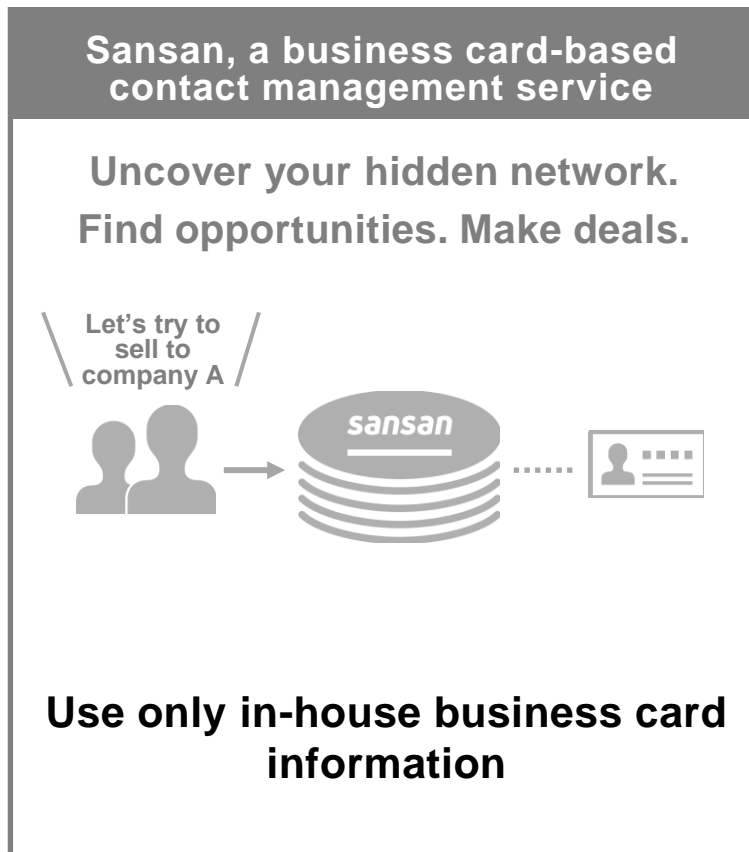 Sansan, a business card-based
contact management service
Uncover your hidden network.
Find opportunities. Make deals.
Let's try to
sell to
company A
sansan
Use only in-house business card
information